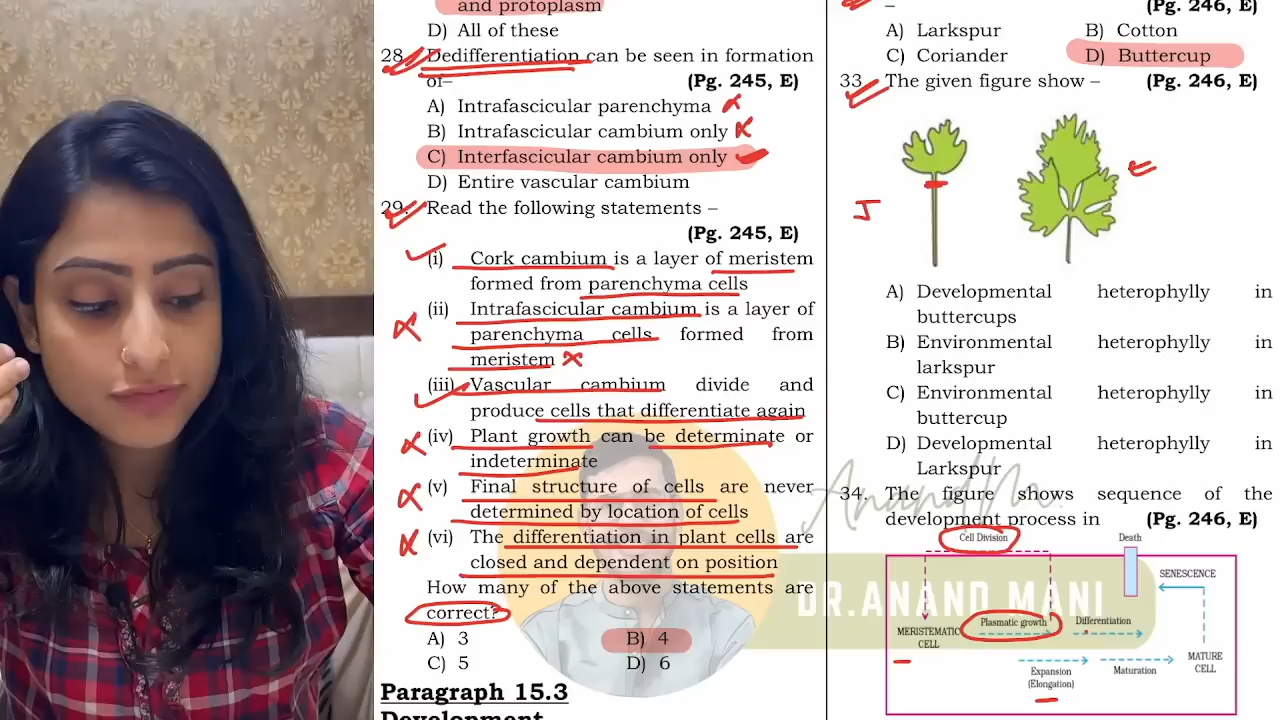 and protoplasm
D) All of these
28. Dedifferentiation can be seen in formation
of–
(Pg. 245, E)
A) Intrafascicular parenchyma
B) Intrafascicular cambium only
C) Interfascicular cambium only
D) Entire vascular cambium
29. Read the following statements –
(Pg. 245, E)
(i) Cork cambium is a layer of meristem
formed from parenchyma cells
(ii) Intrafascicular cambium is a layer of
parenchyma cells formed from
meristem
(iii) Vascular cambium divide and
produce cells that differentiate again
(iv) Plant growth can be determinate or
indeterminate
(v) Final structure of cells are never
determined by location of cells
(vi) The differentiation in plant cells are
closed and dependent on position
How many of the above statements are
correct?
A) 3 B) 4
C) 5 D) 6
Paragraph 15.3
Development
– (Pg. 246, E)
A) Larkspur B) Cotton
C) Coriander D) Buttercup
33. The given figure show – (Pg. 246, E)
J
E
A) Developmental heterophylly in
buttercups
B) Environmental heterophylly in
larkspur
C) Environmental heterophylly in
buttercup
D) Developmental heterophylly in
Larkspur
34. The figure shows sequence of the
development process in (Pg. 246, E)
Cell Division
Death
SENESCENCE
Plasmatic growth
Differentiation
MERISTEMATIC
CELL
MATURE
CELL
Expansion
(Elongation)
Maturation
Anand M.
DR.ANAND MANI